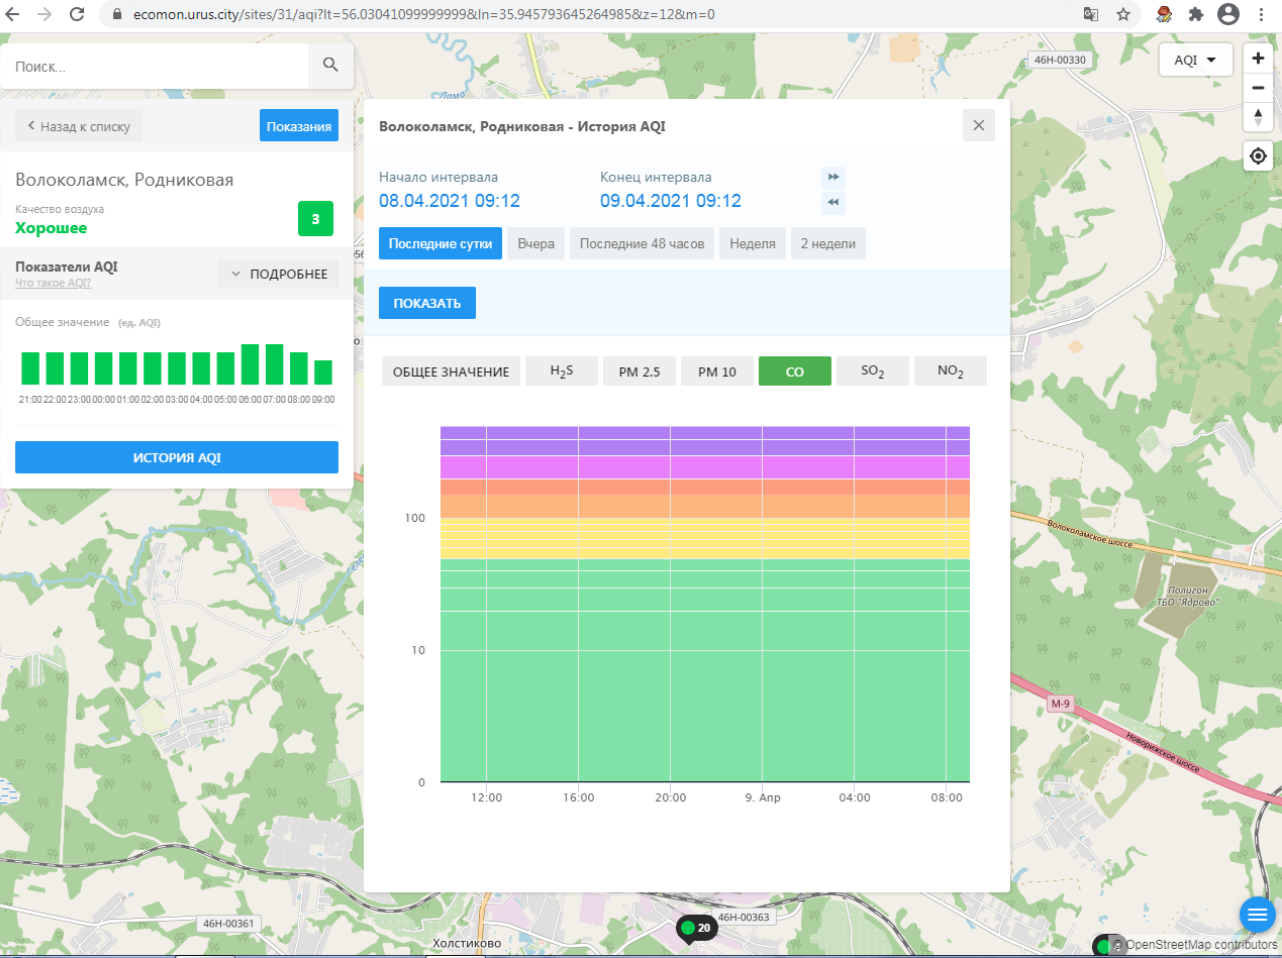 ecomon.urus.city/sites/31/aqi?lt=56.03041099999999&ln=35.945793645264985&z=12&m=0
Поиск...
46Н-00330
AQI
Назад к списку
Показания
Волоколамск, Родниковая - История AQI
Волоколамск, Родниковая
Качество воздуха
Хорошее
3
Начало интервала
Конец интервала
08.04.2021 09:12
09.04.2021 09:12
Последние сутки
Вчера
Последние 48 часов
Неделя
2 недели
Показатели AQI
Что такое AQI?
ПОДРОБНЕЕ
ПОКАЗАТЬ
Общее значение (ед. AQI)
21:00 22:00 23:00 00:00 01:00 02:00 03:00 04:00 05:00 06:00 07:00 08:00 09:00
ИСТОРИЯ AQI
ОБЩЕЕ ЗНАЧЕНИЕ
H2S
PM 2.5
PM 10
CO
SO2
NO2
100
10
0
12:00
16:00
20:00
9. Апр
04:00
08:00
Волоколамское шоссе
Полигон
ТБО "Ядрово"
М-9
Новорижское шоссе
Лама
46Н-00361
46Н-00363
20
Холстиково
© OpenStreetMap contributors